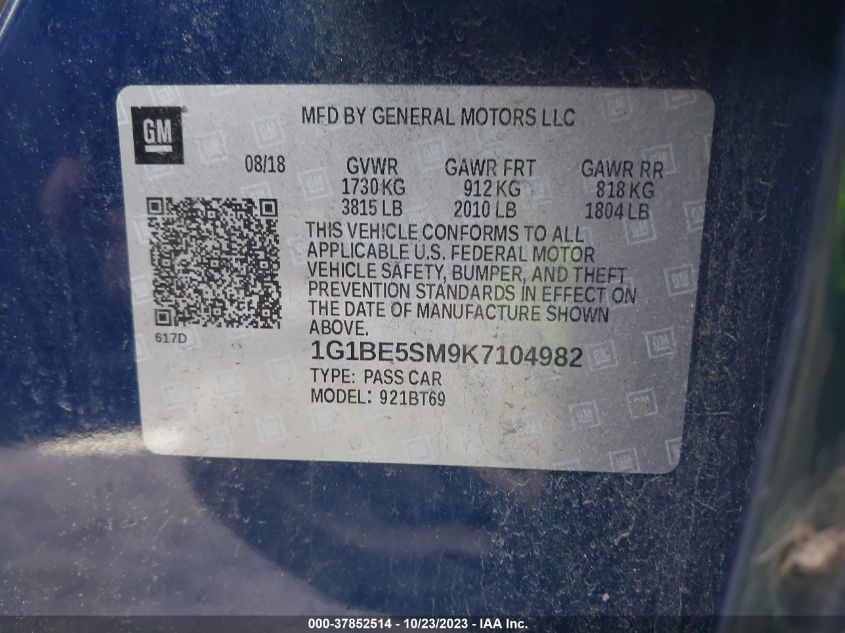 GM
MFD BY GENERAL MOTORS LLC
08/18 GVWR GAWR FRT GAWR RR
1730 KG 912 KG 818 KG
3815 LB 2010 LB 1804 LB
THIS VEHICLE CONFORMS TO ALL
APPLICABLE U.S. FEDERAL MOTOR
VEHICLE SAFETY, BUMPER, AND THEFT
PREVENTION STANDARDS IN EFFECT ON
THE DATE OF MANUFACTURE SHOWN
ABOVE.
617D
1G1BE5SM9K7104982
TYPE: PASS CAR
MODEL: 921BT69
000-37852514 - 10/23/2023 -